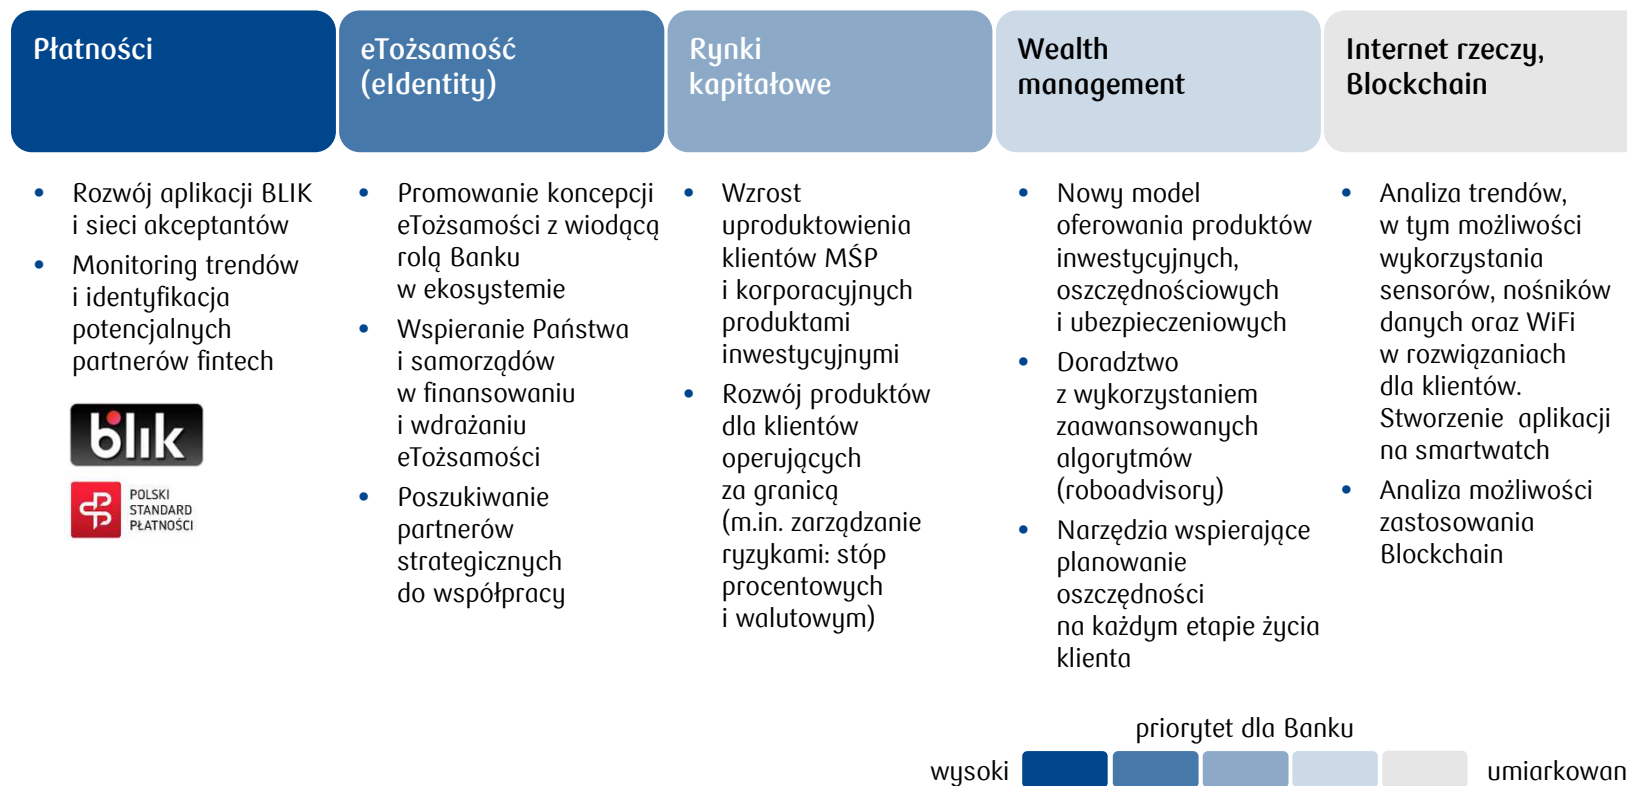 Płatności
eTożsamość
(eIdentity)
Rynki
kapitałowe
Wealth
management
Internet rzeczy,
Blockchain
• Rozwój aplikacji BLIK
i sieci akceptantów
• Monitoring trendów
i identyfikacja
potencjalnych
partnerów fintech
blik
POLSKI
STANDARD
PŁATNOŚCI
• Promowanie koncepcji
eTożsamości z wiodącą
rolą Banku
w ekosystemie
• Wspieranie Państwa
i samorządów
w finansowaniu
i wdrażaniu
eTożsamości
• Poszukiwanie
partnerów
strategicznych
do współpracy
• Wzrost
uproduktowienia
klientów MŚP
i korporacyjnych
produktami
inwestycyjnymi
• Rozwój produktów
dla klientów
operujących
za granicą
(m.in. zarządzanie
ryzykami: stóp
procentowych
i walutowym)
• Nowy model
oferowania produktów
inwestycyjnych,
oszczędnościowych
i ubezpieczeniowych
• Doradztwo
z wykorzystaniem
zaawansowanych
algorytmów
(roboadvisory)
• Narzędzia wspierające
planowanie
oszczędności
na każdym etapie życia
klienta
• Analiza trendów,
w tym możliwości
wykorzystania
sensorów, nośników
danych oraz WiFi
w rozwiązaniach
dla klientów.
Stworzenie aplikacji
na smartwatch
• Analiza możliwości
zastosowania
Blockchain
priorytet dla Banku
wysoki
umiarkowan